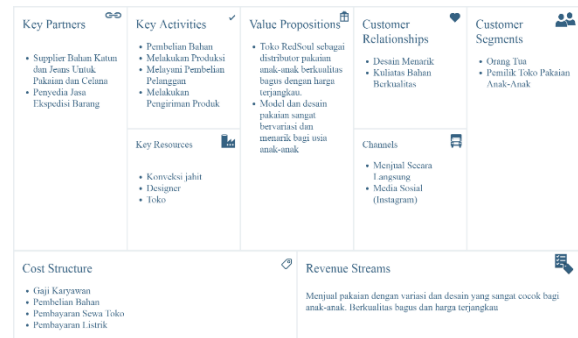 Key Partners
• Supplier Bahan Katun
dan Jeans Untuk
Pakaian dan Celana
• Penyedia Jasa
Ekspedisi Barang
Key Activities
• Pembelian Bahan
• Melakukan Produksi
• Melayani Pembelian
Pelanggan
• Melakukan
Pengiriman Produk
Key Resources
• Konveksi jahit
• Designer
• Toko
Value Propositions
• Toko RedSoul sebagai
distributor pakaian
anak-anak berkualitas
bagus dengan harga
terjangkau.
• Model dan desain
pakaian sangat
bervariasi dan
menarik bagi usia
anak-anak
Customer
Relationships
• Desain Menarik
• Kuliatas Bahan
Berkualitas
Channels
• Menjual Secara
Langsung
• Media Sosial
(Instagram)
Customer
Segments
• Orang Tua
• Pemilik Toko Pakaian
Anak-Anak
Cost Structure
• Gaji Karyawan
• Pembelian Bahan
• Pembayaran Sewa Toko
• Pembayaran Listrik
Revenue Streams
Menjual pakaian dengan variasi dan desain yang sangat cocok bagi
anak-anak. Berkualitas bagus dan harga terjangkau